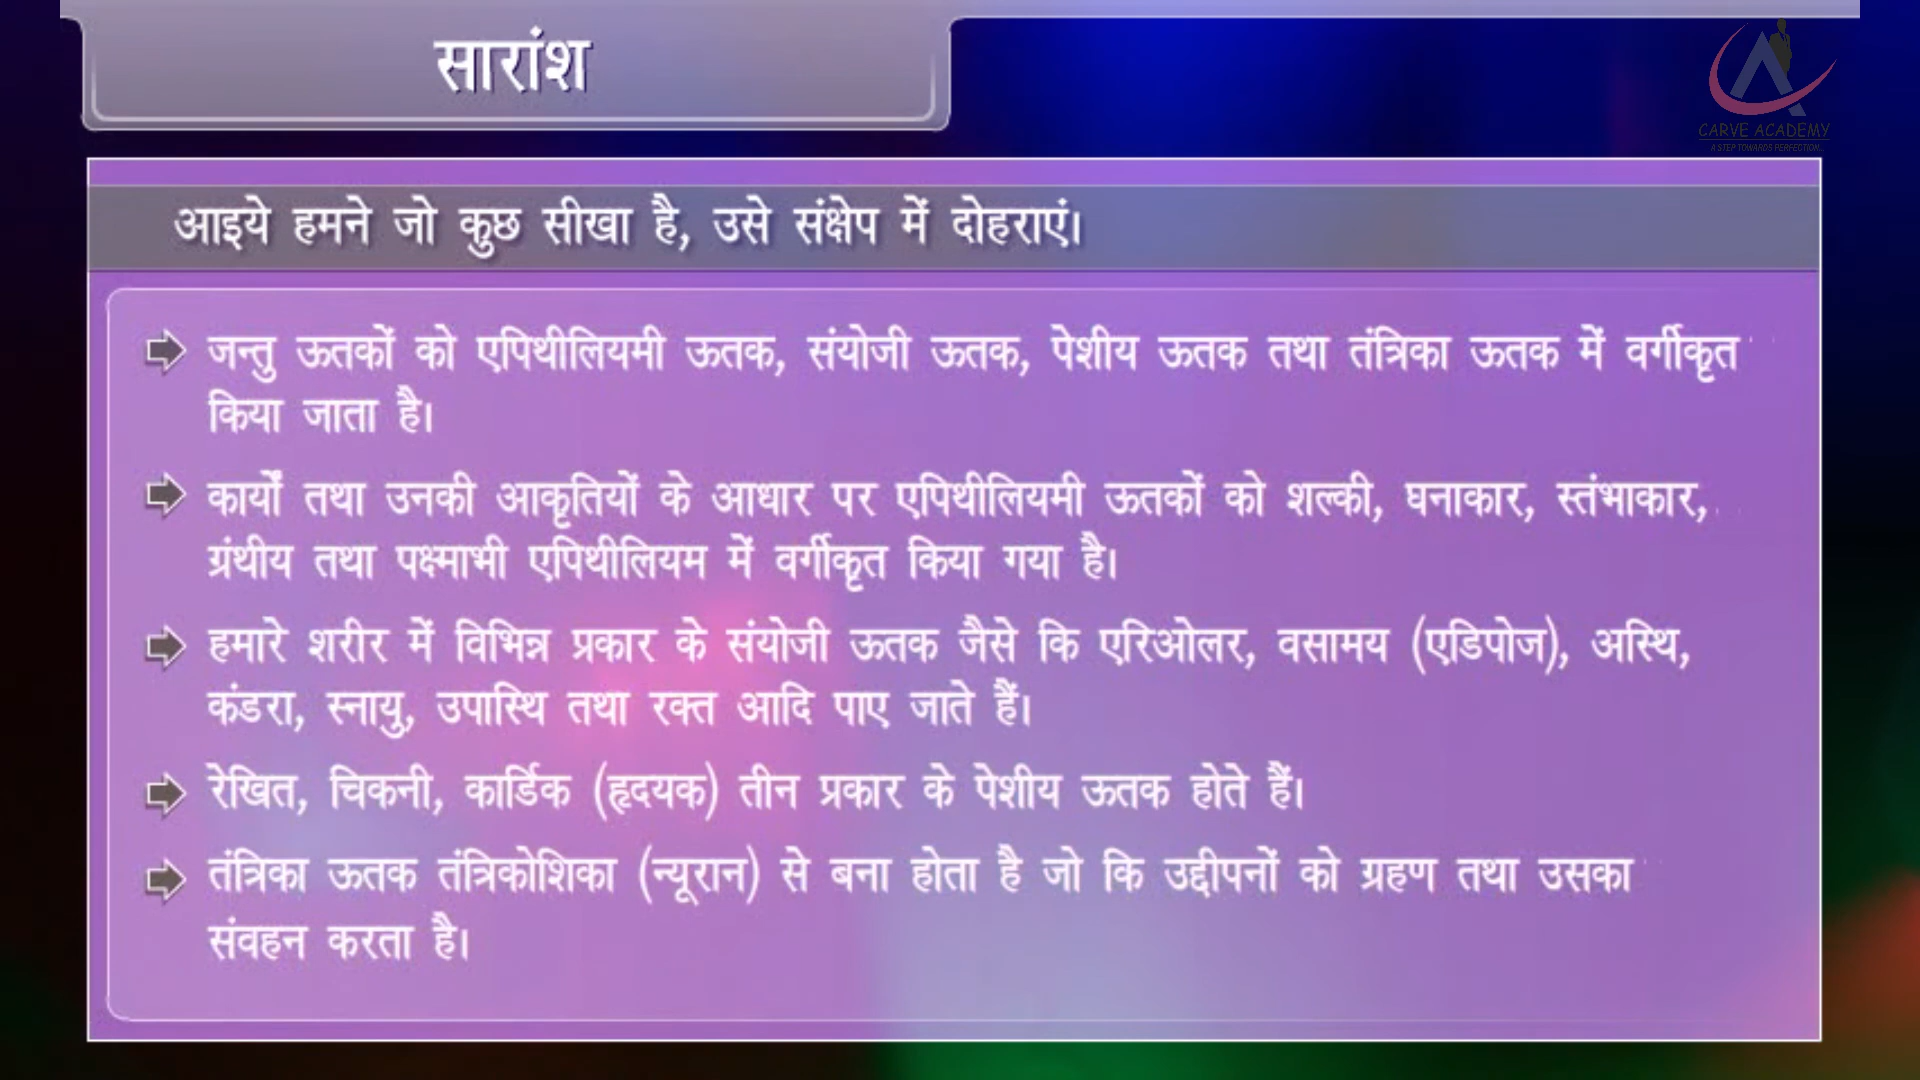 सारांश
CARVE ACADEMY
A STEP TOWARDS PERFECTION...
आइये हमने जो कुछ सीखा है, उसे संक्षेप में दोहराएं।
जन्तु ऊतकों को एपिथीलियमी ऊतक, संयोजी ऊतक, पेशीय ऊतक तथा तंत्रिका ऊतक में वर्गीकृत
किया जाता है।
कार्यों तथा उनकी आकृतियों के आधार पर एपिथीलियमी ऊतकों को शल्की, घनाकार, स्तंभाकार,
ग्रंथीय तथा पक्ष्माभी एपिथीलियम में वर्गीकृत किया गया है।
हमारे शरीर में विभिन्न प्रकार के संयोजी ऊतक जैसे कि एरिओलर, वसामय (एडिपोज), अस्थि,
कंडरा, स्नायु, उपास्थि तथा रक्त आदि पाए जाते हैं।
रेखित, चिकनी, कार्डिक (हृदयक) तीन प्रकार के पेशीय ऊतक होते हैं।
तंत्रिका ऊतक तंत्रिकोशिका (न्यूरान) से बना होता है जो कि उद्दीपनों को ग्रहण तथा उसका
संवहन करता है।